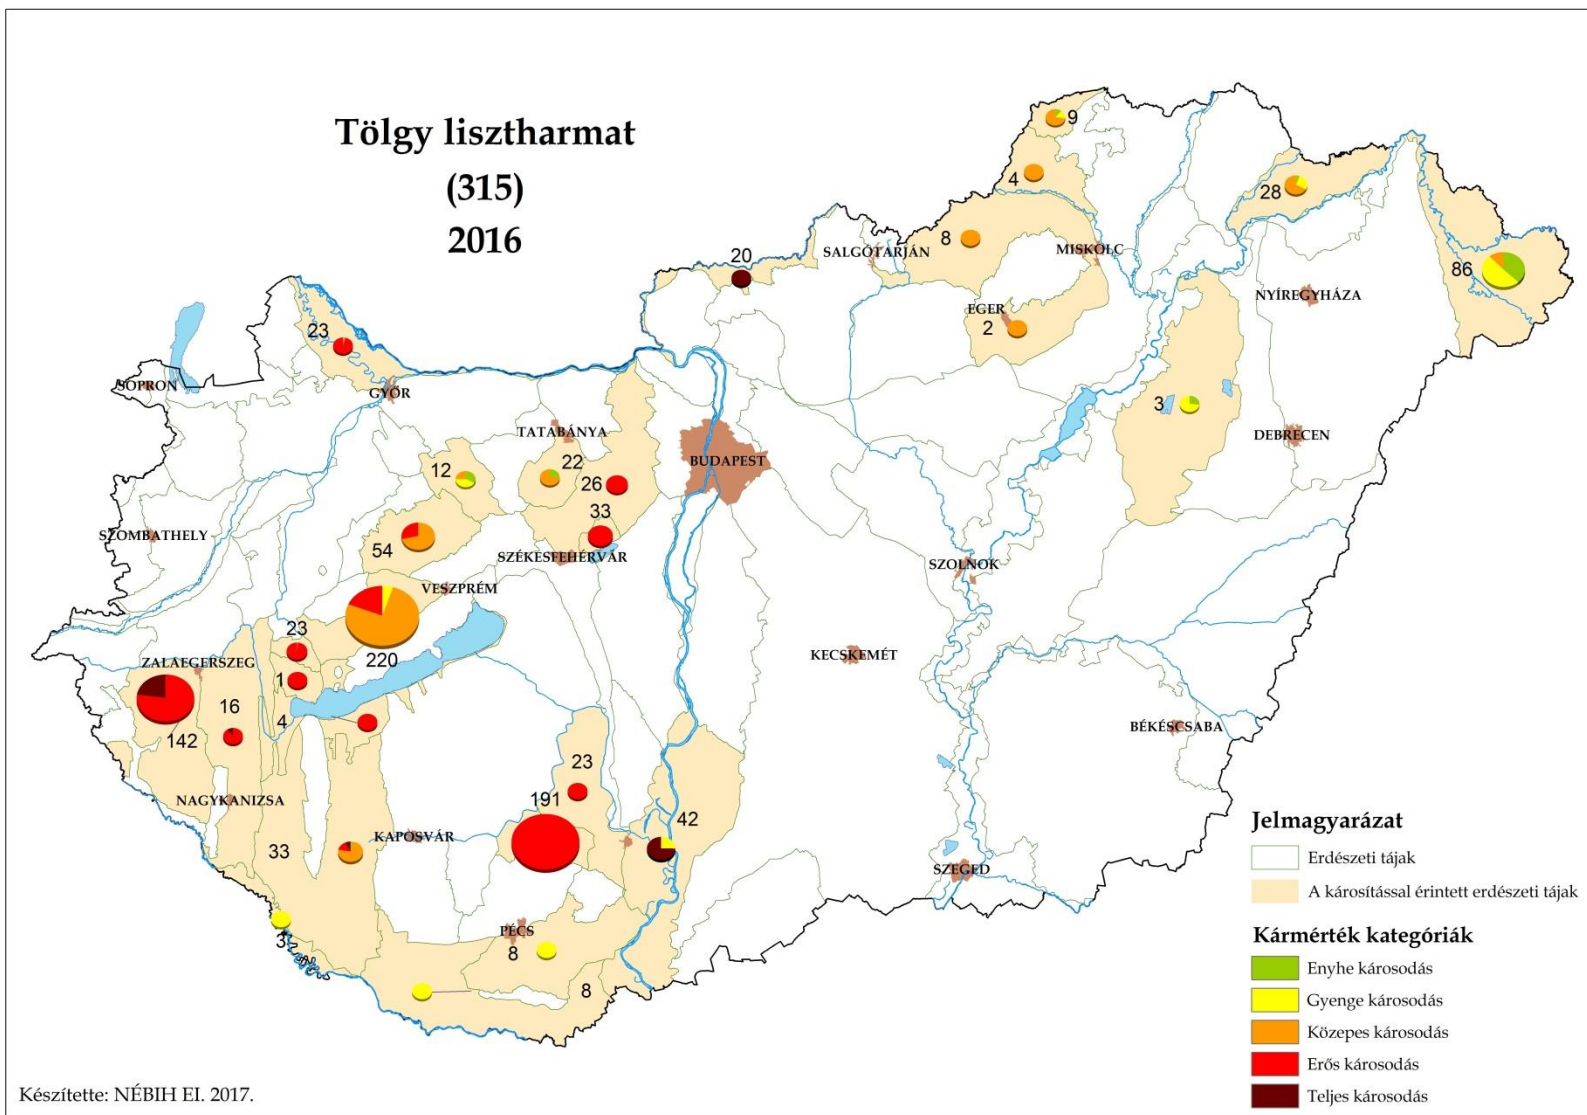 Tölgy lisztharmat
(315)
2016
9
4
28
8
SALGÓTARJÁN
MISKOLC
20
86
NYÍREGYHÁZA
EGER
2
23
SOPRON
GYŐR
3
TATABÁNYA
DEBRECEN
12
22
BUDAPEST
26
33
SZOMBATHELY
54
SZÉKESFEHÉRVÁR
SZOLNOK
VESZPRÉM
23
220
ZALAEGERSZEG
KECSKEMÉT
1
16
4
142
BÉKÉSCSABA
23
NAGYKANIZSA
191
42
KAPOSVÁR
33
SZEGED
PÉCS
3
8
8
Jelmagyarázat
Erdészeti tájak
A károsítással érintett erdészeti tájak
Kármérték kategóriák
Enyhe károsodás
Gyenge károsodás
Közepes károsodás
Erős károsodás
Teljes károsodás
Készítette: NÉBIH EI. 2017.